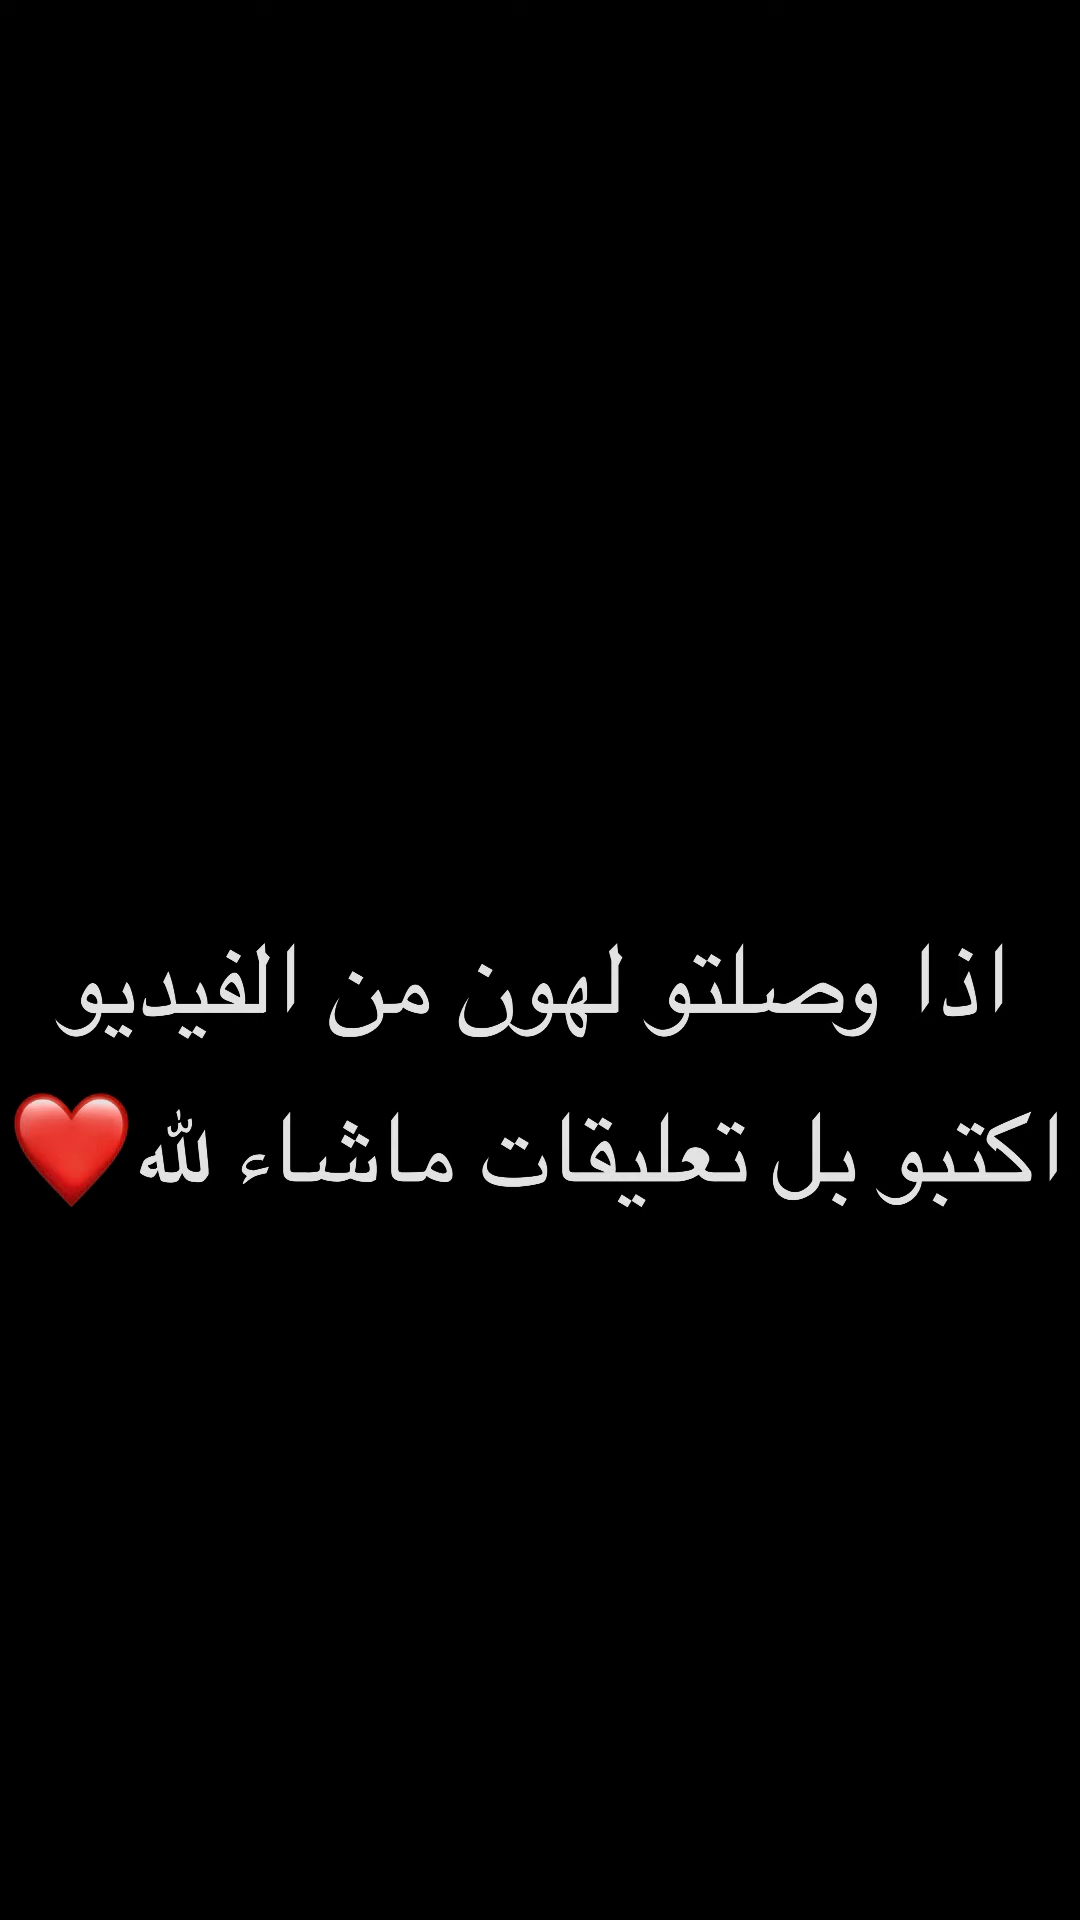 اذا وصلتو لهون من الفيديو
اكتبو بل تعليقات ماشاء لله❤️